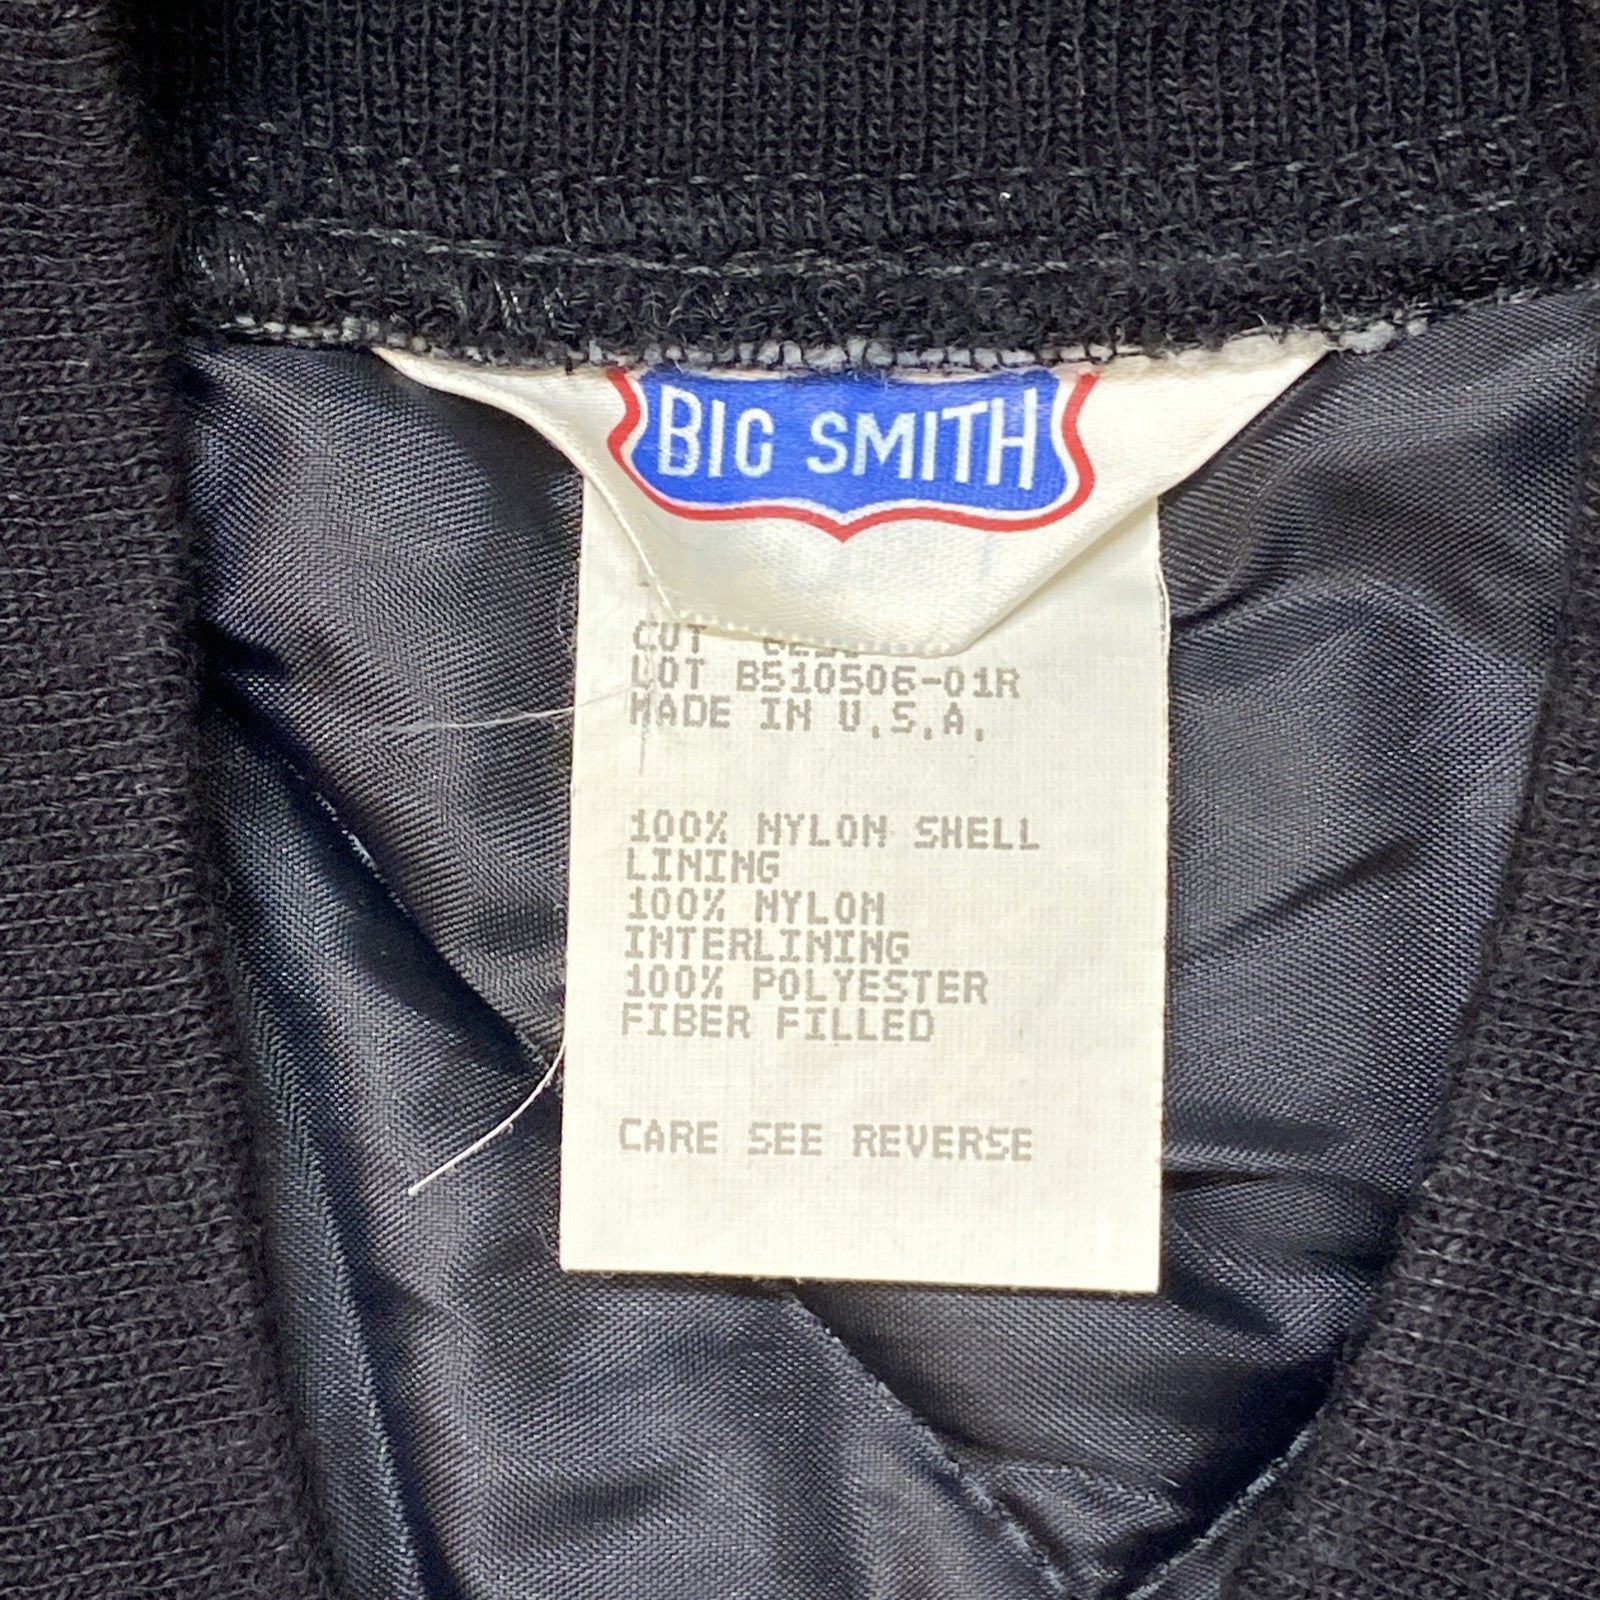 BIG SMITH
CUT
LOT B510506-01R
MADE IN U.S.A.
100% NYLON SHELL
LINING
100% NYLON
INTERLINING
100% POLYESTER
FIBER FILLED
CARE SEE REVERSE